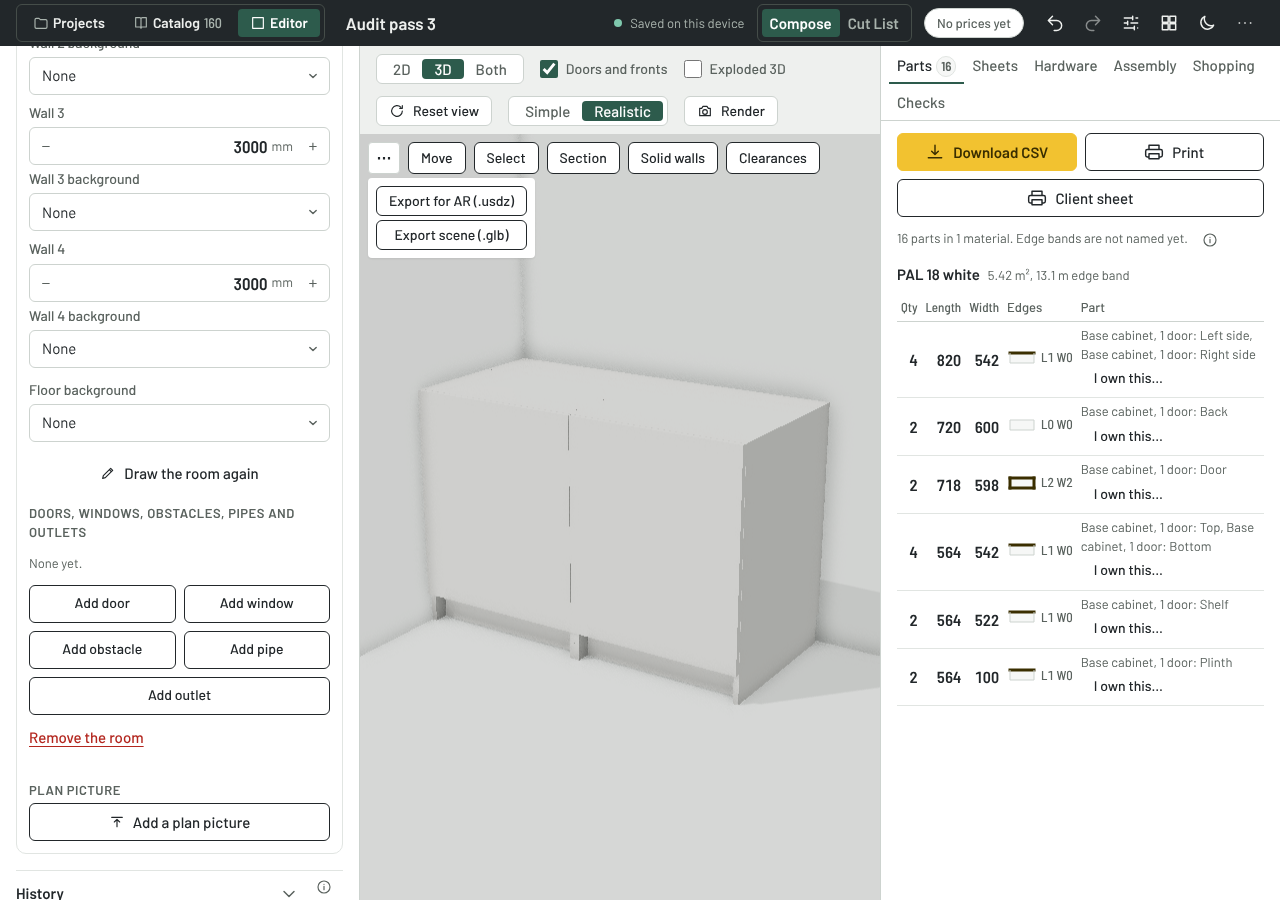 Projects
Catalog 160
Editor
Audit pass 3
Saved on this device
Compose
Cut List
No prices yet
Wall 2 background
None
Wall 3
− 3000 mm +
Wall 3 background
None
Wall 4
− 3000 mm +
Wall 4 background
None
Floor background
None
Draw the room again
DOORS, WINDOWS, OBSTACLES, PIPES AND
OUTLETS
None yet.
Add door
Add window
Add obstacle
Add pipe
Add outlet
Remove the room
PLAN PICTURE
Add a plan picture
History
2D
3D
Both
Doors and fronts
Exploded 3D
Reset view
Simple
Realistic
Render
Move
Select
Section
Solid walls
Clearances
Export for AR (.usdz)
Export scene (.glb)
Parts 16
Sheets
Hardware
Assembly
Shopping
Checks
Download CSV
Print
Client sheet
16 parts in 1 material. Edge bands are not named yet.
PAL 18 white 5.42 m², 13.1 m edge band
Qty Length Width Edges Part
4 820 542 L1 W0 Base cabinet, 1 door: Left side,
Base cabinet, 1 door: Right side
I own this...
2 720 600 L0 W0 Base cabinet, 1 door: Back
I own this...
2 718 598 L2 W2 Base cabinet, 1 door: Door
I own this...
4 564 542 L1 W0 Base cabinet, 1 door: Top, Base
cabinet, 1 door: Bottom
I own this...
2 564 522 L1 W0 Base cabinet, 1 door: Shelf
I own this...
2 564 100 L1 W0 Base cabinet, 1 door: Plinth
I own this...